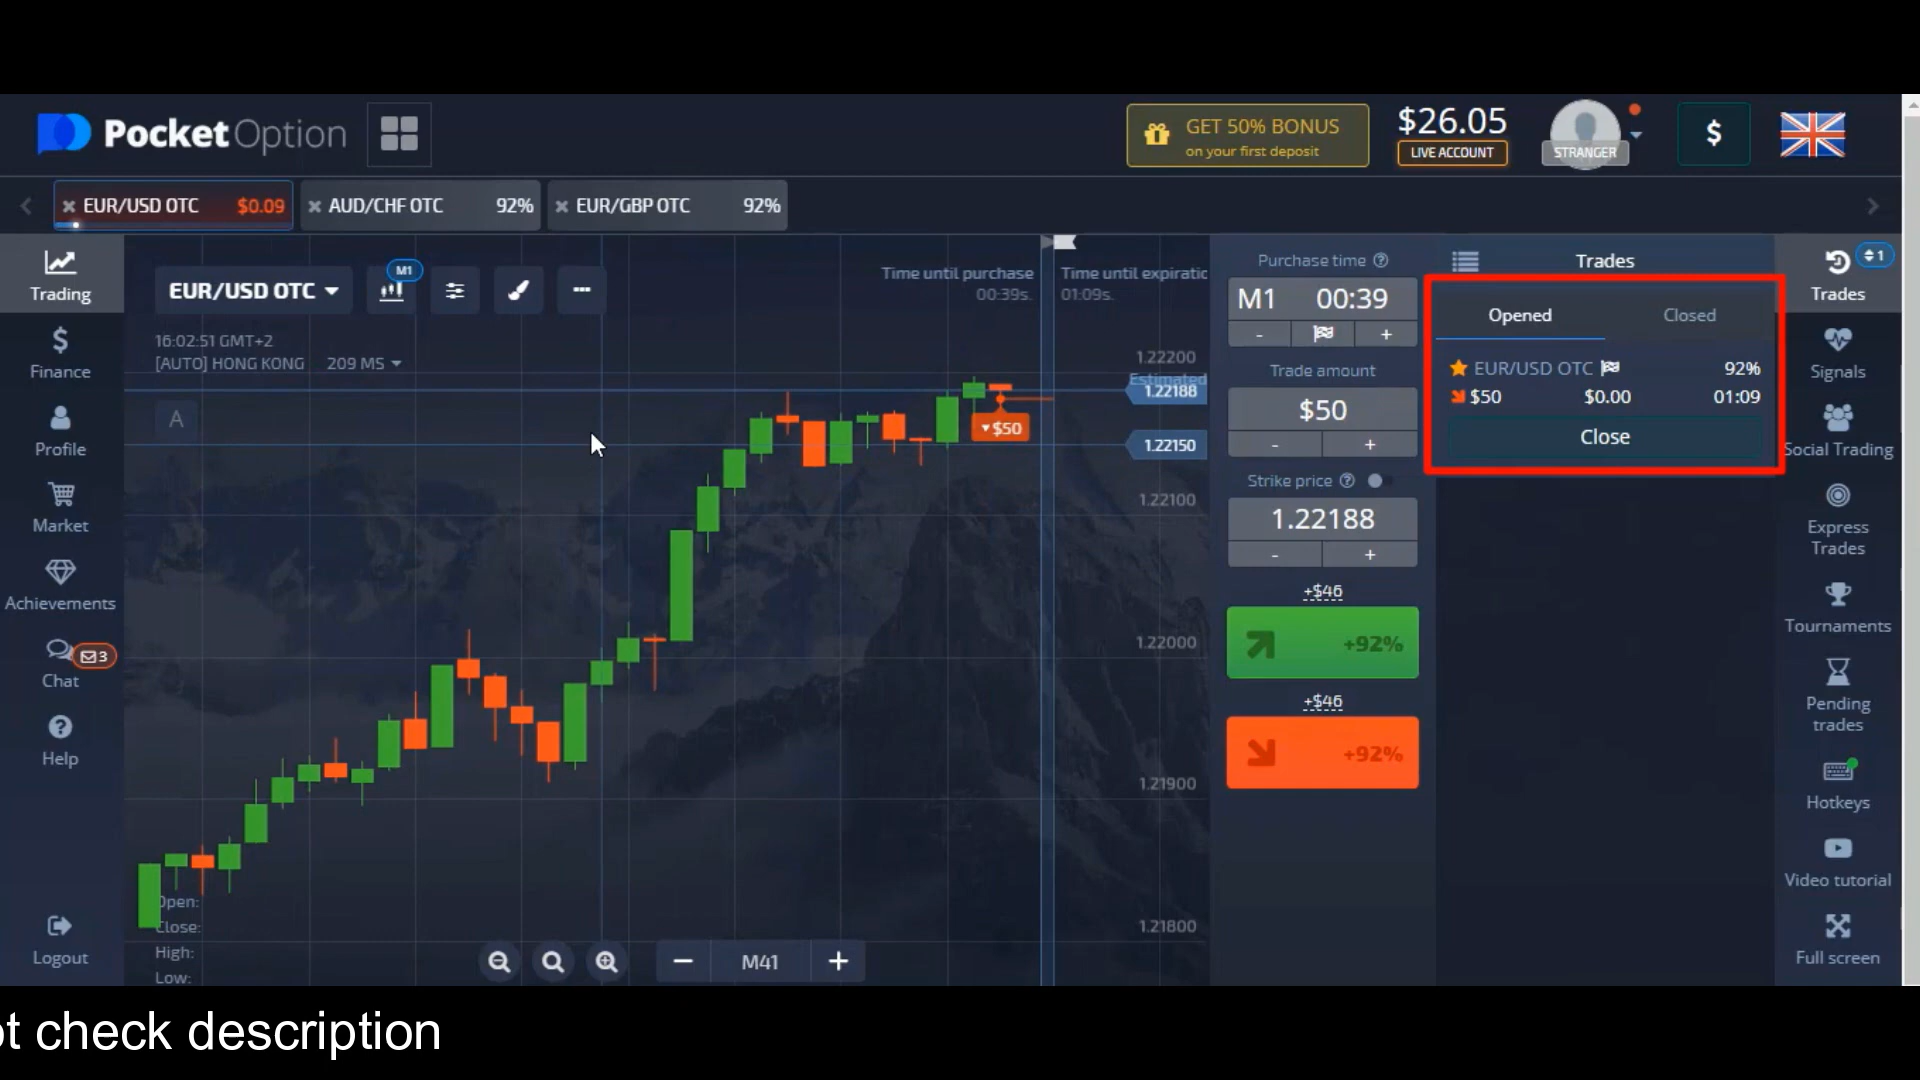 Pocket Option
GET 50% BONUS
on your first deposit
$26.05
LIVE ACCOUNT
STRANGER
$
EUR/USD OTC $0.09
AUD/CHF OTC 92%
EUR/GBP OTC 92%
Trading
Finance
Profile
Market
Achievements
Chat
3
Help
Logout
EUR/USD OTC
M1
16:02:51 GMT+2
[AUTO] HONG KONG 209 MS
A
Time until purchase
00:39s.
Time until expiratic
01:09s.
1.22200
Estimated
1.22188
1.22150
1.22100
1.22000
1.21900
1.21800
$50
Open:
Close:
High:
Low:
M41
Purchase time
M1 00:39
- +
Trade amount
$50
- +
Strike price
1.22188
- +
+$46
+92%
+$46
+92%
Trades
Opened Closed
EUR/USD OTC 92%
$50 $0.00 01:09
Close
1
Trades
Signals
Social Trading
Express
Trades
Tournaments
Pending
trades
Hotkeys
Video tutorial
Full screen
ot check description